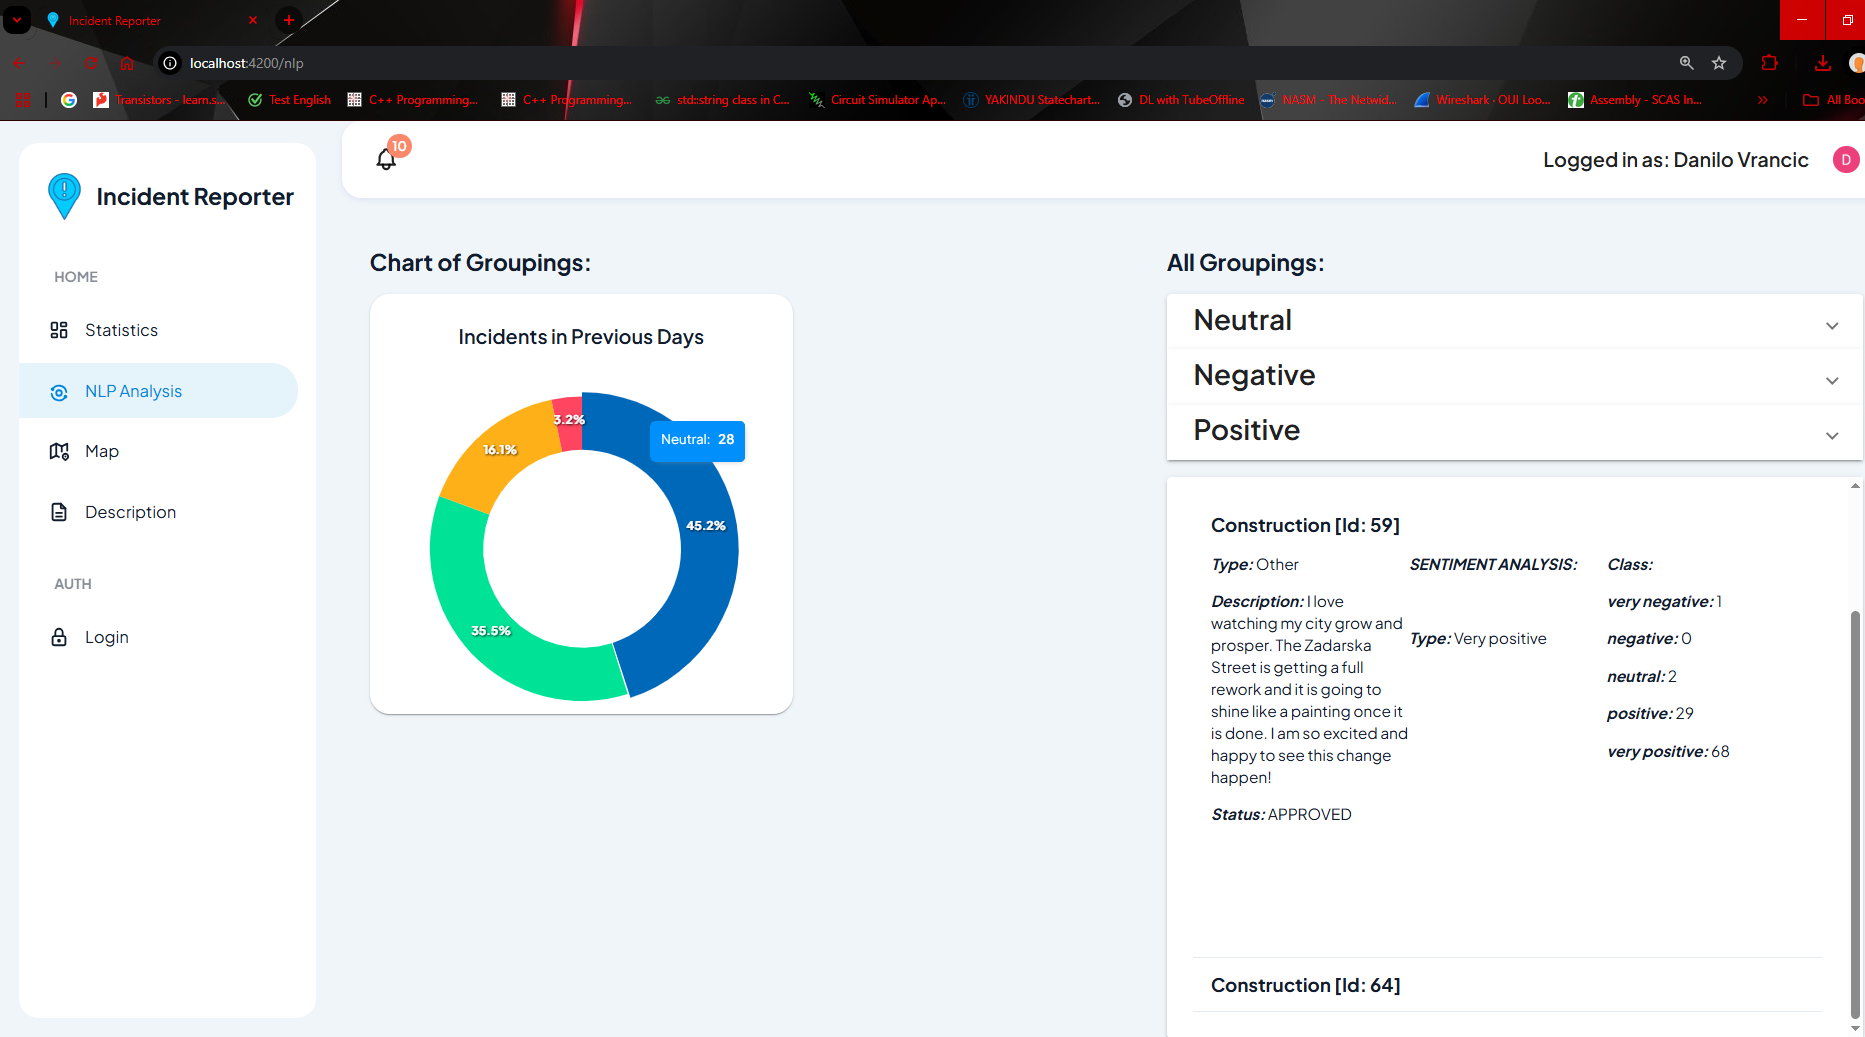 Incident Reporter
localhost:4200/nlp
Transistors - learn.s...
Test English
C++ Programming...
C++ Programming...
std::string class in C...
Circuit Simulator Ap...
YAKINDU Statechart...
DL with TubeOffline
NASM - The Netwid...
Wireshark · OUI Loo...
Assembly - SCAS In...
All Boo
10
Logged in as: Danilo Vrancic
D
Incident Reporter
HOME
Statistics
NLP Analysis
Map
Description
AUTH
Login
Chart of Groupings:
Incidents in Previous Days
3.2%
16.1%
Neutral: 28
45.2%
35.5%
All Groupings:
Neutral
Negative
Positive
Construction [Id: 59]
Type: Other
Description: I love
watching my city grow and
prosper. The Zadarska
Street is getting a full
rework and it is going to
shine like a painting once it
is done. I am so excited and
happy to see this change
happen!
Status: APPROVED
SENTIMENT ANALYSIS:
Type: Very positive
Class:
very negative: 1
negative: 0
neutral: 2
positive: 29
very positive: 68
Construction [Id: 64]